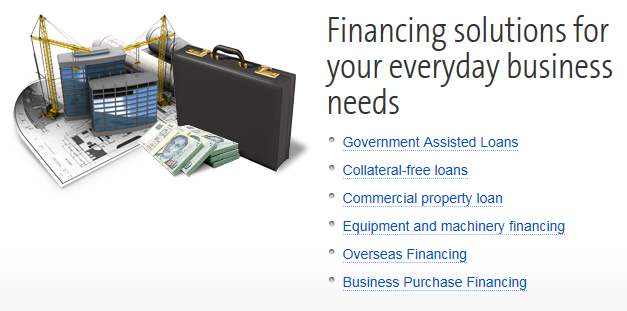 Financing solutions for
your everyday business
needs
Government Assisted Loans
Collateral-free loans
Commercial property loan
Equipment and machinery financing
Overseas Financing
Business Purchase Financing